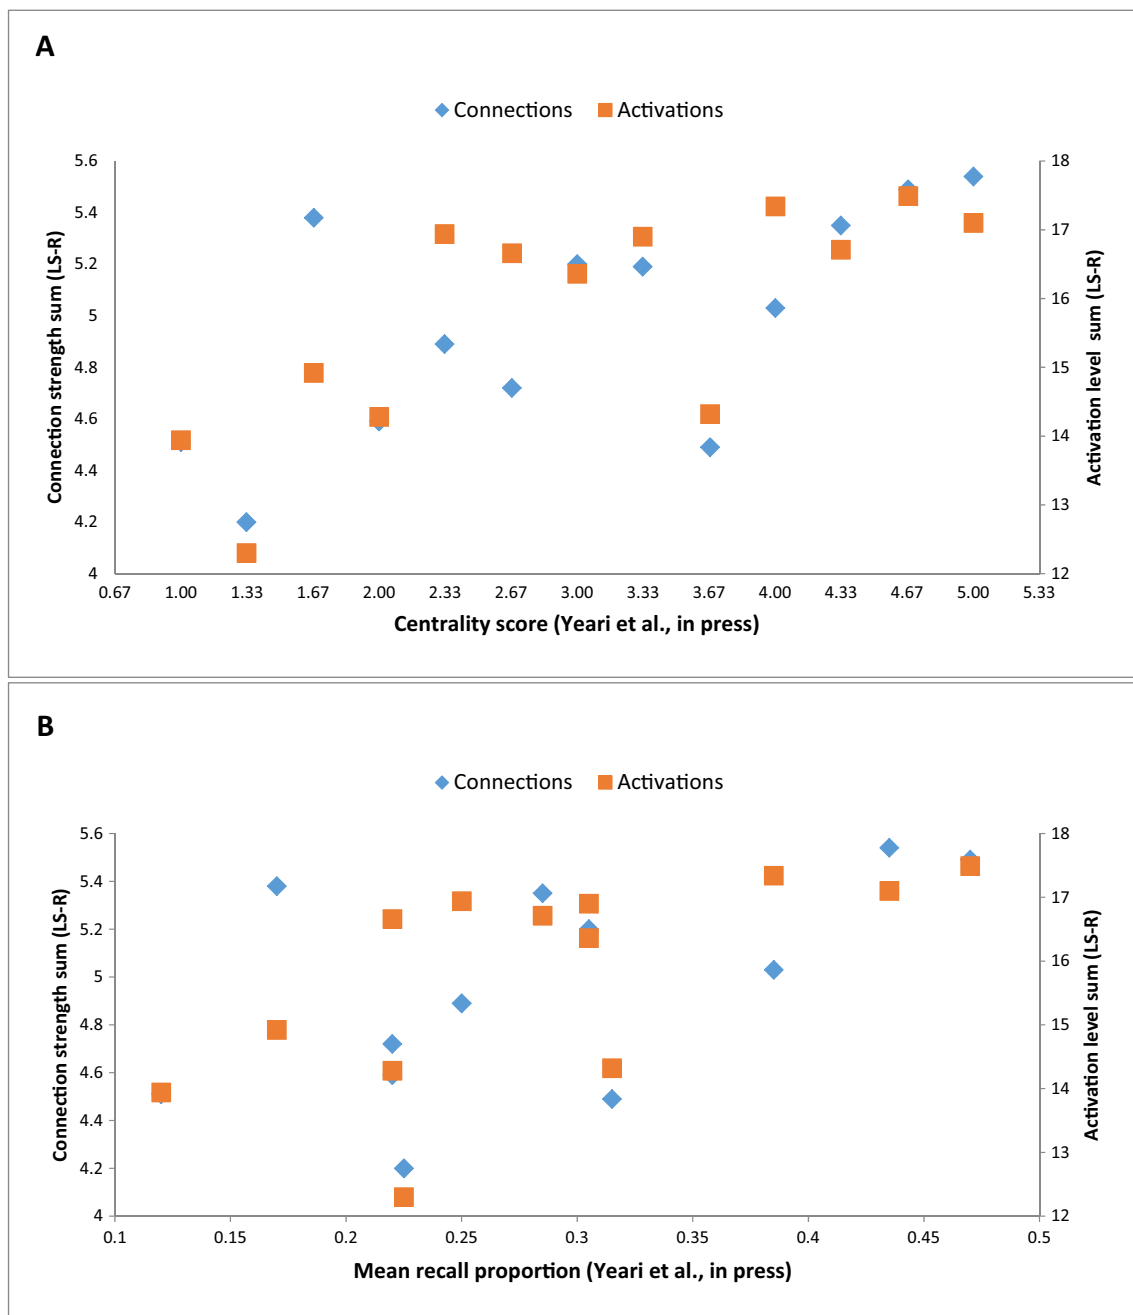 A
Connections Activations
5.6
5.4
5.2
5
4.8
4.6
4.4
4.2
4
Connection strength sum (LS-R)
18
17
16
15
14
13
12
Activation level sum (LS-R)
0.67 1.00 1.33 1.67 2.00 2.33 2.67 3.00 3.33 3.67 4.00 4.33 4.67 5.00 5.33
Centrality score (Yeari et al., in press)
B
Connections Activations
5.6
5.4
5.2
5
4.8
4.6
4.4
4.2
4
Connection strength sum (LS-R)
18
17
16
15
14
13
12
Activation level sum (LS-R)
0.1 0.15 0.2 0.25 0.3 0.35 0.4 0.45 0.5
Mean recall proportion (Yeari et al., in press)